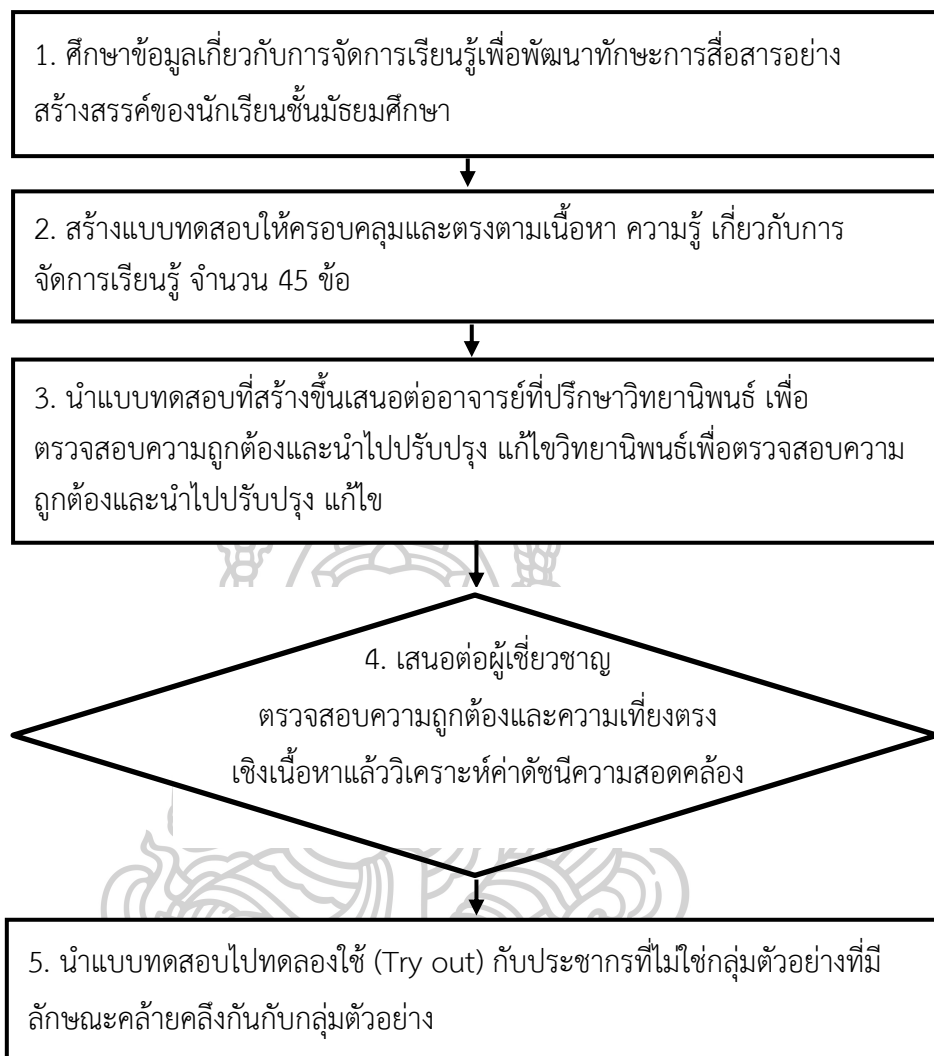 1. ศึกษาข้อมูลเกี่ยวกับการจัดการเรียนรู้เพื่อพัฒนาทักษะการสื่อสารอย่าง
สร้างสรรค์ของนักเรียนชั้นมัธยมศึกษา
2. สร้างแบบทดสอบให้ครอบคลุมและตรงตามเนื้อหา ความรู้ เกี่ยวกับการ
จัดการเรียนรู้ จำนวน 45 ข้อ
3. นำแบบทดสอบที่สร้างขึ้นเสนอต่ออาจารย์ที่ปรึกษาวิทยานิพนธ์ เพื่อ
ตรวจสอบความถูกต้องและนำไปปรับปรุง แก้ไขวิทยานิพนธ์เพื่อตรวจสอบความ
ถูกต้องและนำไปปรับปรุง แก้ไข
4. เสนอต่อผู้เชี่ยวชาญ
ตรวจสอบความถูกต้องและความเที่ยงตรง
เชิงเนื้อหาแล้ววิเคราะห์ค่าดัชนีความสอดคล้อง
5. นำแบบทดสอบไปทดลองใช้ (Try out) กับประชากรที่ไม่ใช่กลุ่มตัวอย่างที่มี
ลักษณะคล้ายคลึงกันกับกลุ่มตัวอย่าง